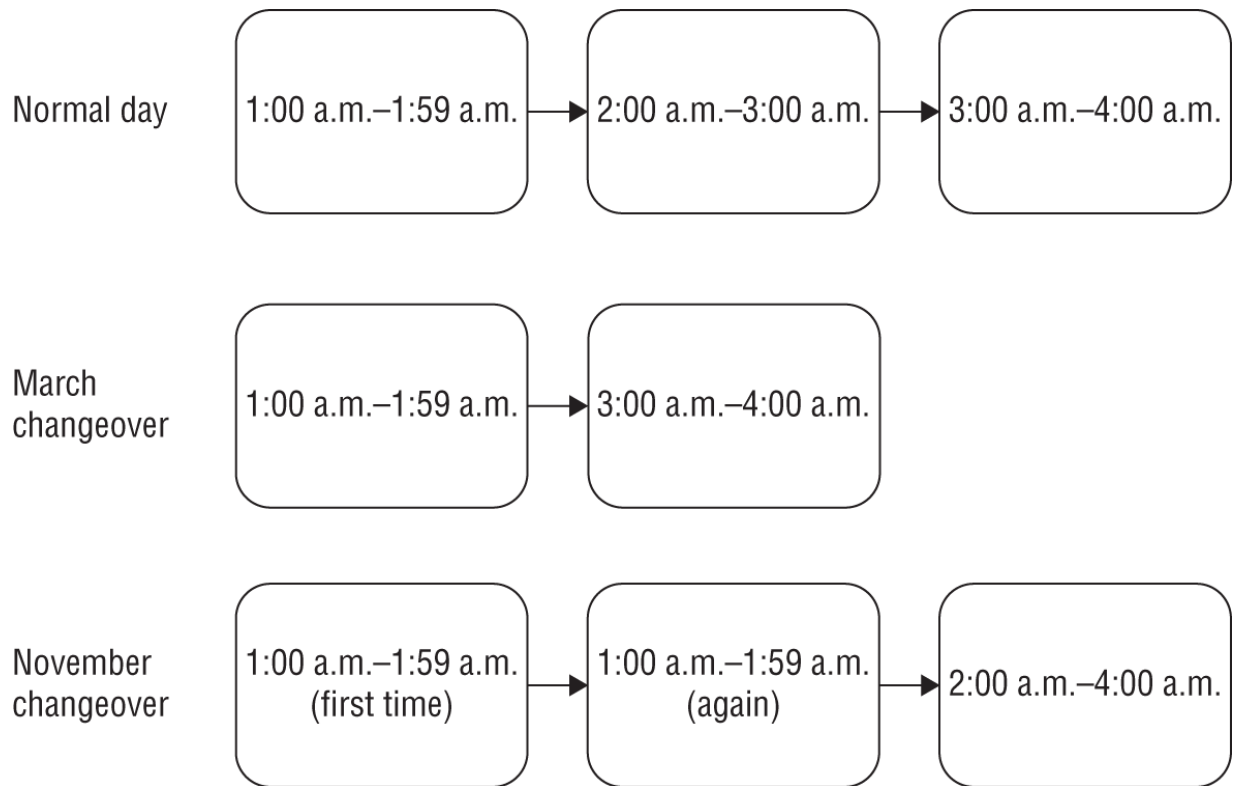 Normal day
1:00 a.m.–1:59 a.m.
2:00 a.m.–3:00 a.m.
3:00 a.m.–4:00 a.m.
March
changeover
1:00 a.m.–1:59 a.m.
3:00 a.m.–4:00 a.m.
November
changeover
1:00 a.m.–1:59 a.m.
(first time)
1:00 a.m.–1:59 a.m.
(again)
2:00 a.m.–4:00 a.m.